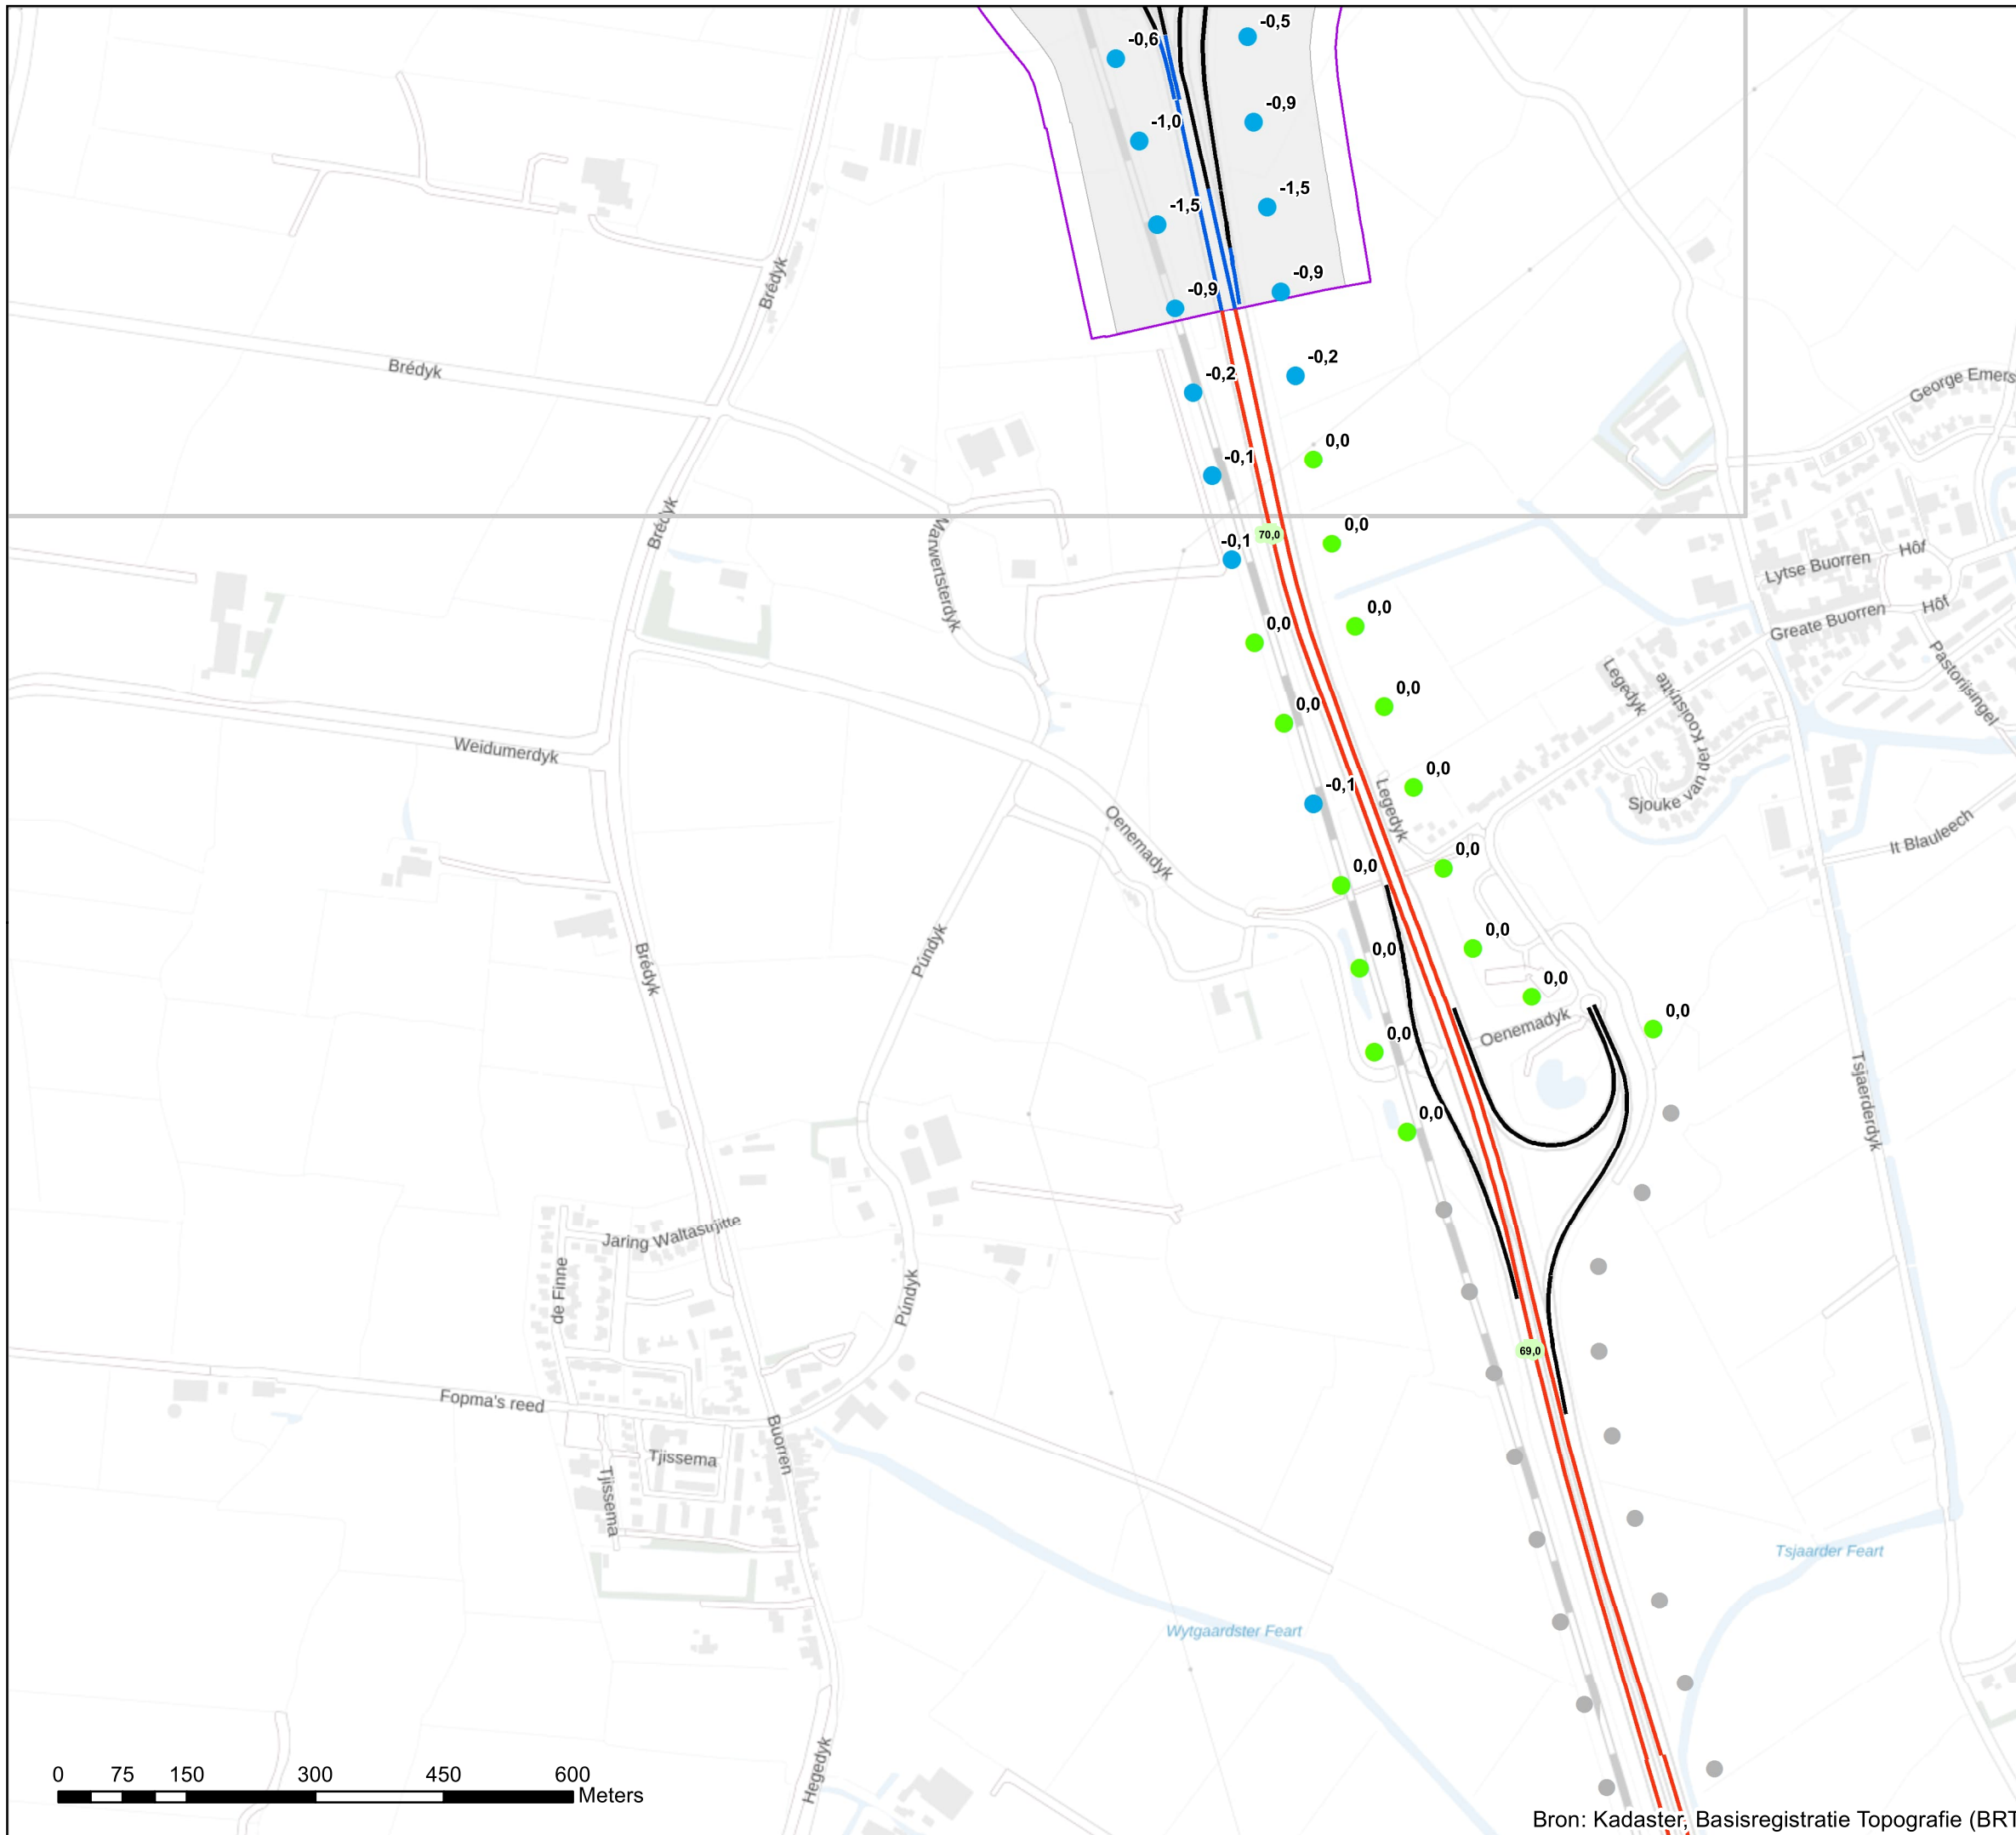 -0,5
-0,6
-0,9
-1,0
-1,5
-1,5
Brédyk
-0,9
-0,9
-0,2
Brédyk
-0,2
George Emers
0,0
-0,1
Brédyk
Marwertsterdyk
70,0
0,0
-0,1
Hôf
Lytse Buorren
Hôf
0,0
0,0
Greate Buorren
Legedyk
Pastorijsingel
Sjouke van der Kooistrjitte
0,0
0,0
Weidumerdyk
0,0
-0,1
Legedyk
Oenemadyk
It Blauleech
0,0
0,0
Púndyk
0,0
0,0
Brédyk
0,0
0,0
Oenemadyk
0,0
0,0
Tsjaerderdyk
Jaring Waltastrjitte
de Finne
Púndyk
69,0
Fopma's reed
Buorren
Tjissema
Tjissema
Tsjaarder Feart
Wytgaardster Feart
Hegedyk
0 75 150 300 450 600
Meters
Bron: Kadaster, Basisregistratie Topografie (BRT